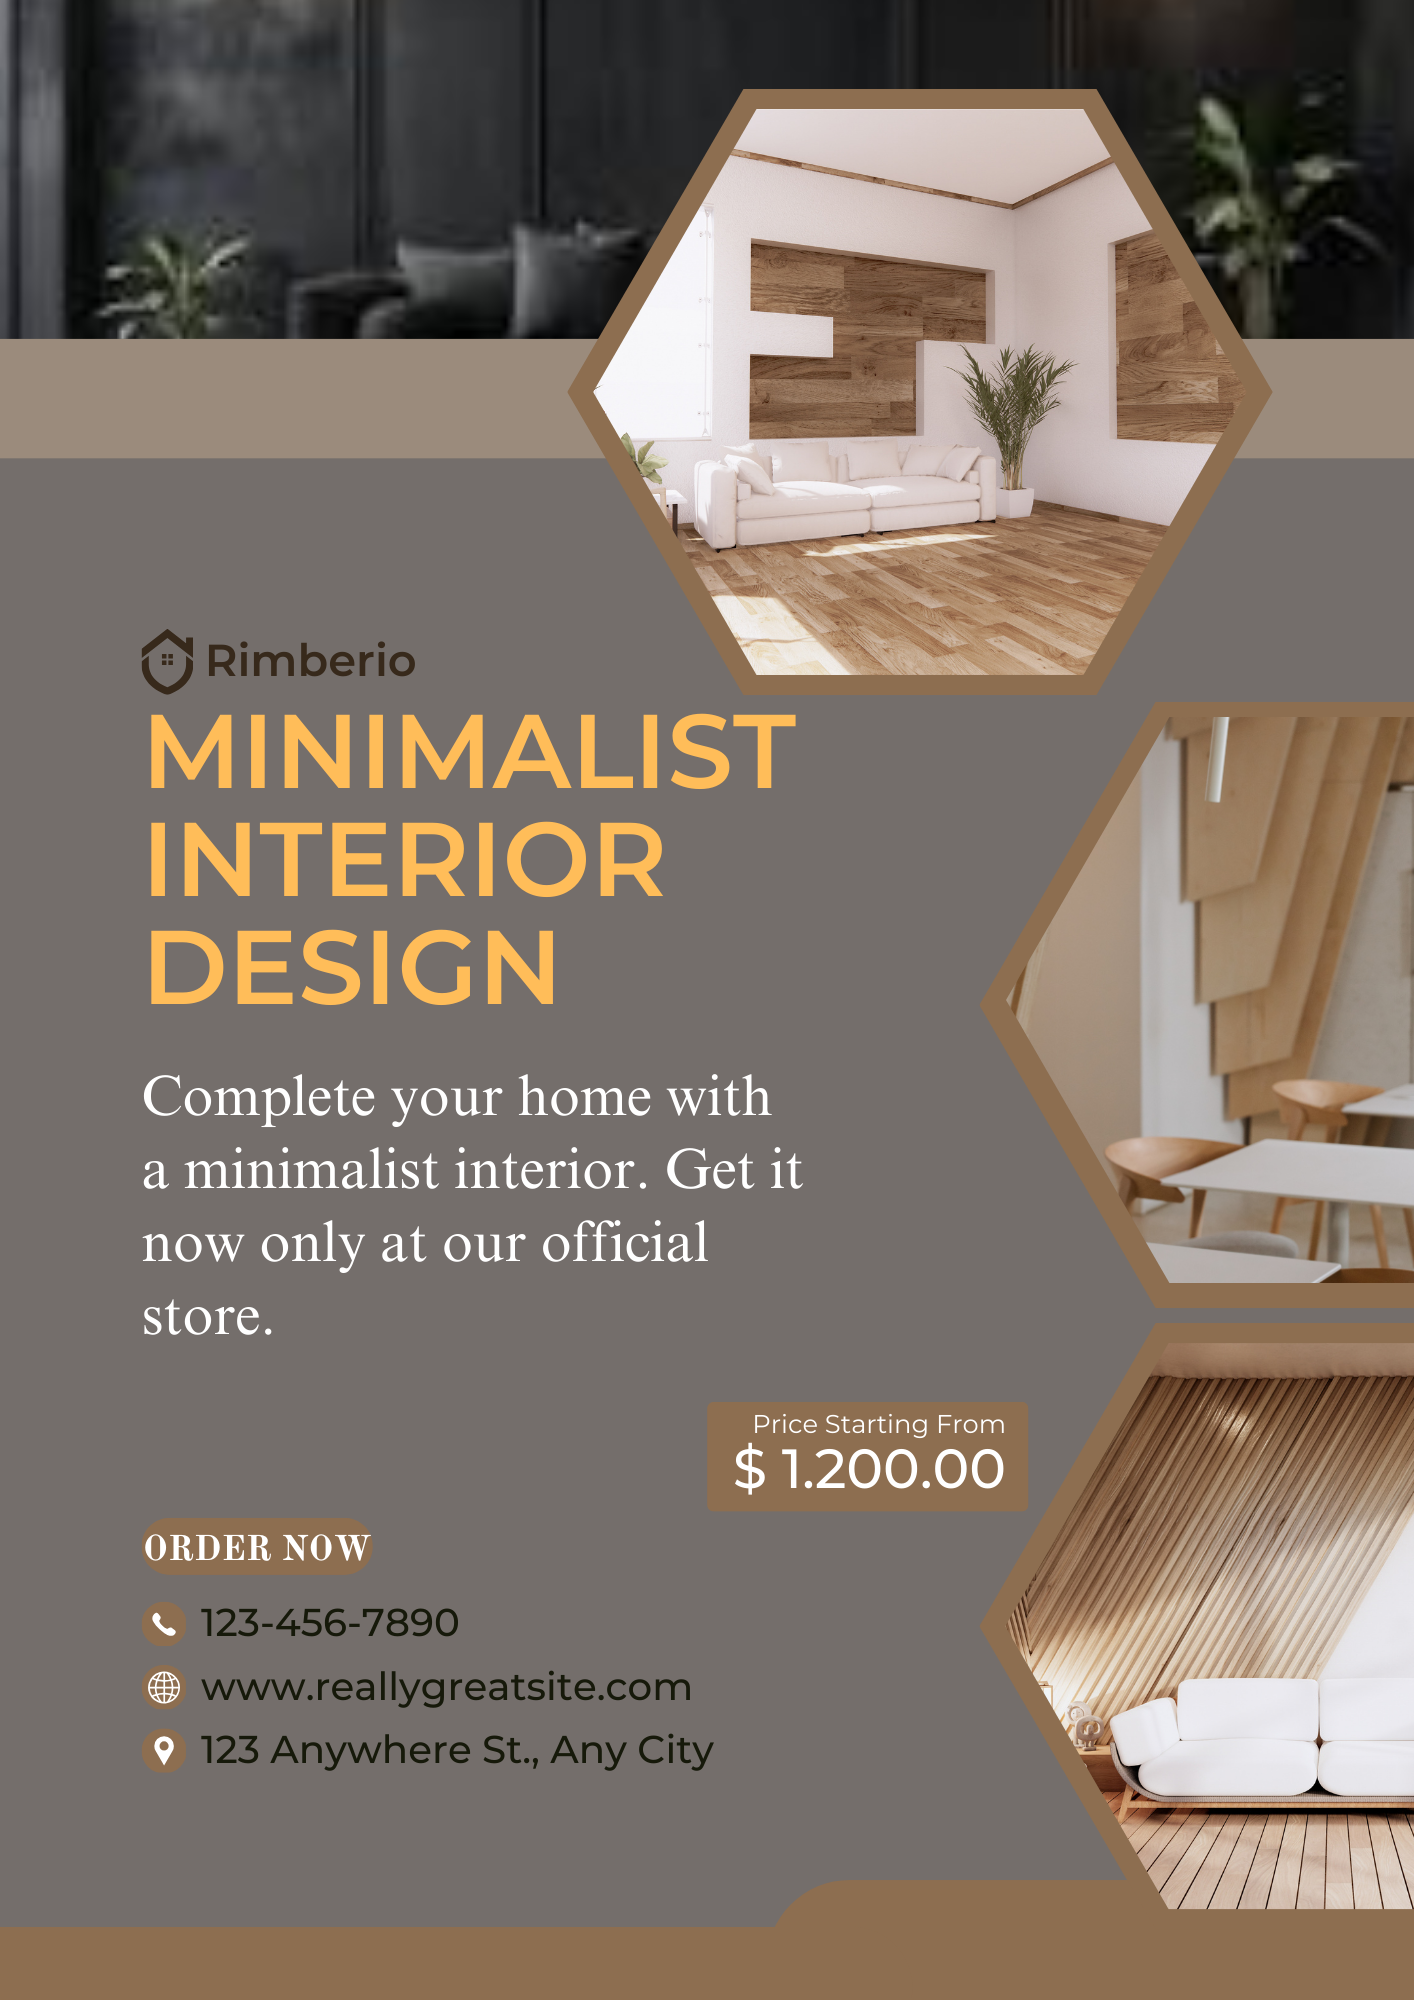 Rimberio
MINIMALIST
INTERIOR
DESIGN
Complete your home with
a minimalist interior. Get it
now only at our official
store.
Price Starting From
$ 1.200.00
ORDER NOW
123-456-7890
www.reallygreatsite.com
123 Anywhere St., Any City